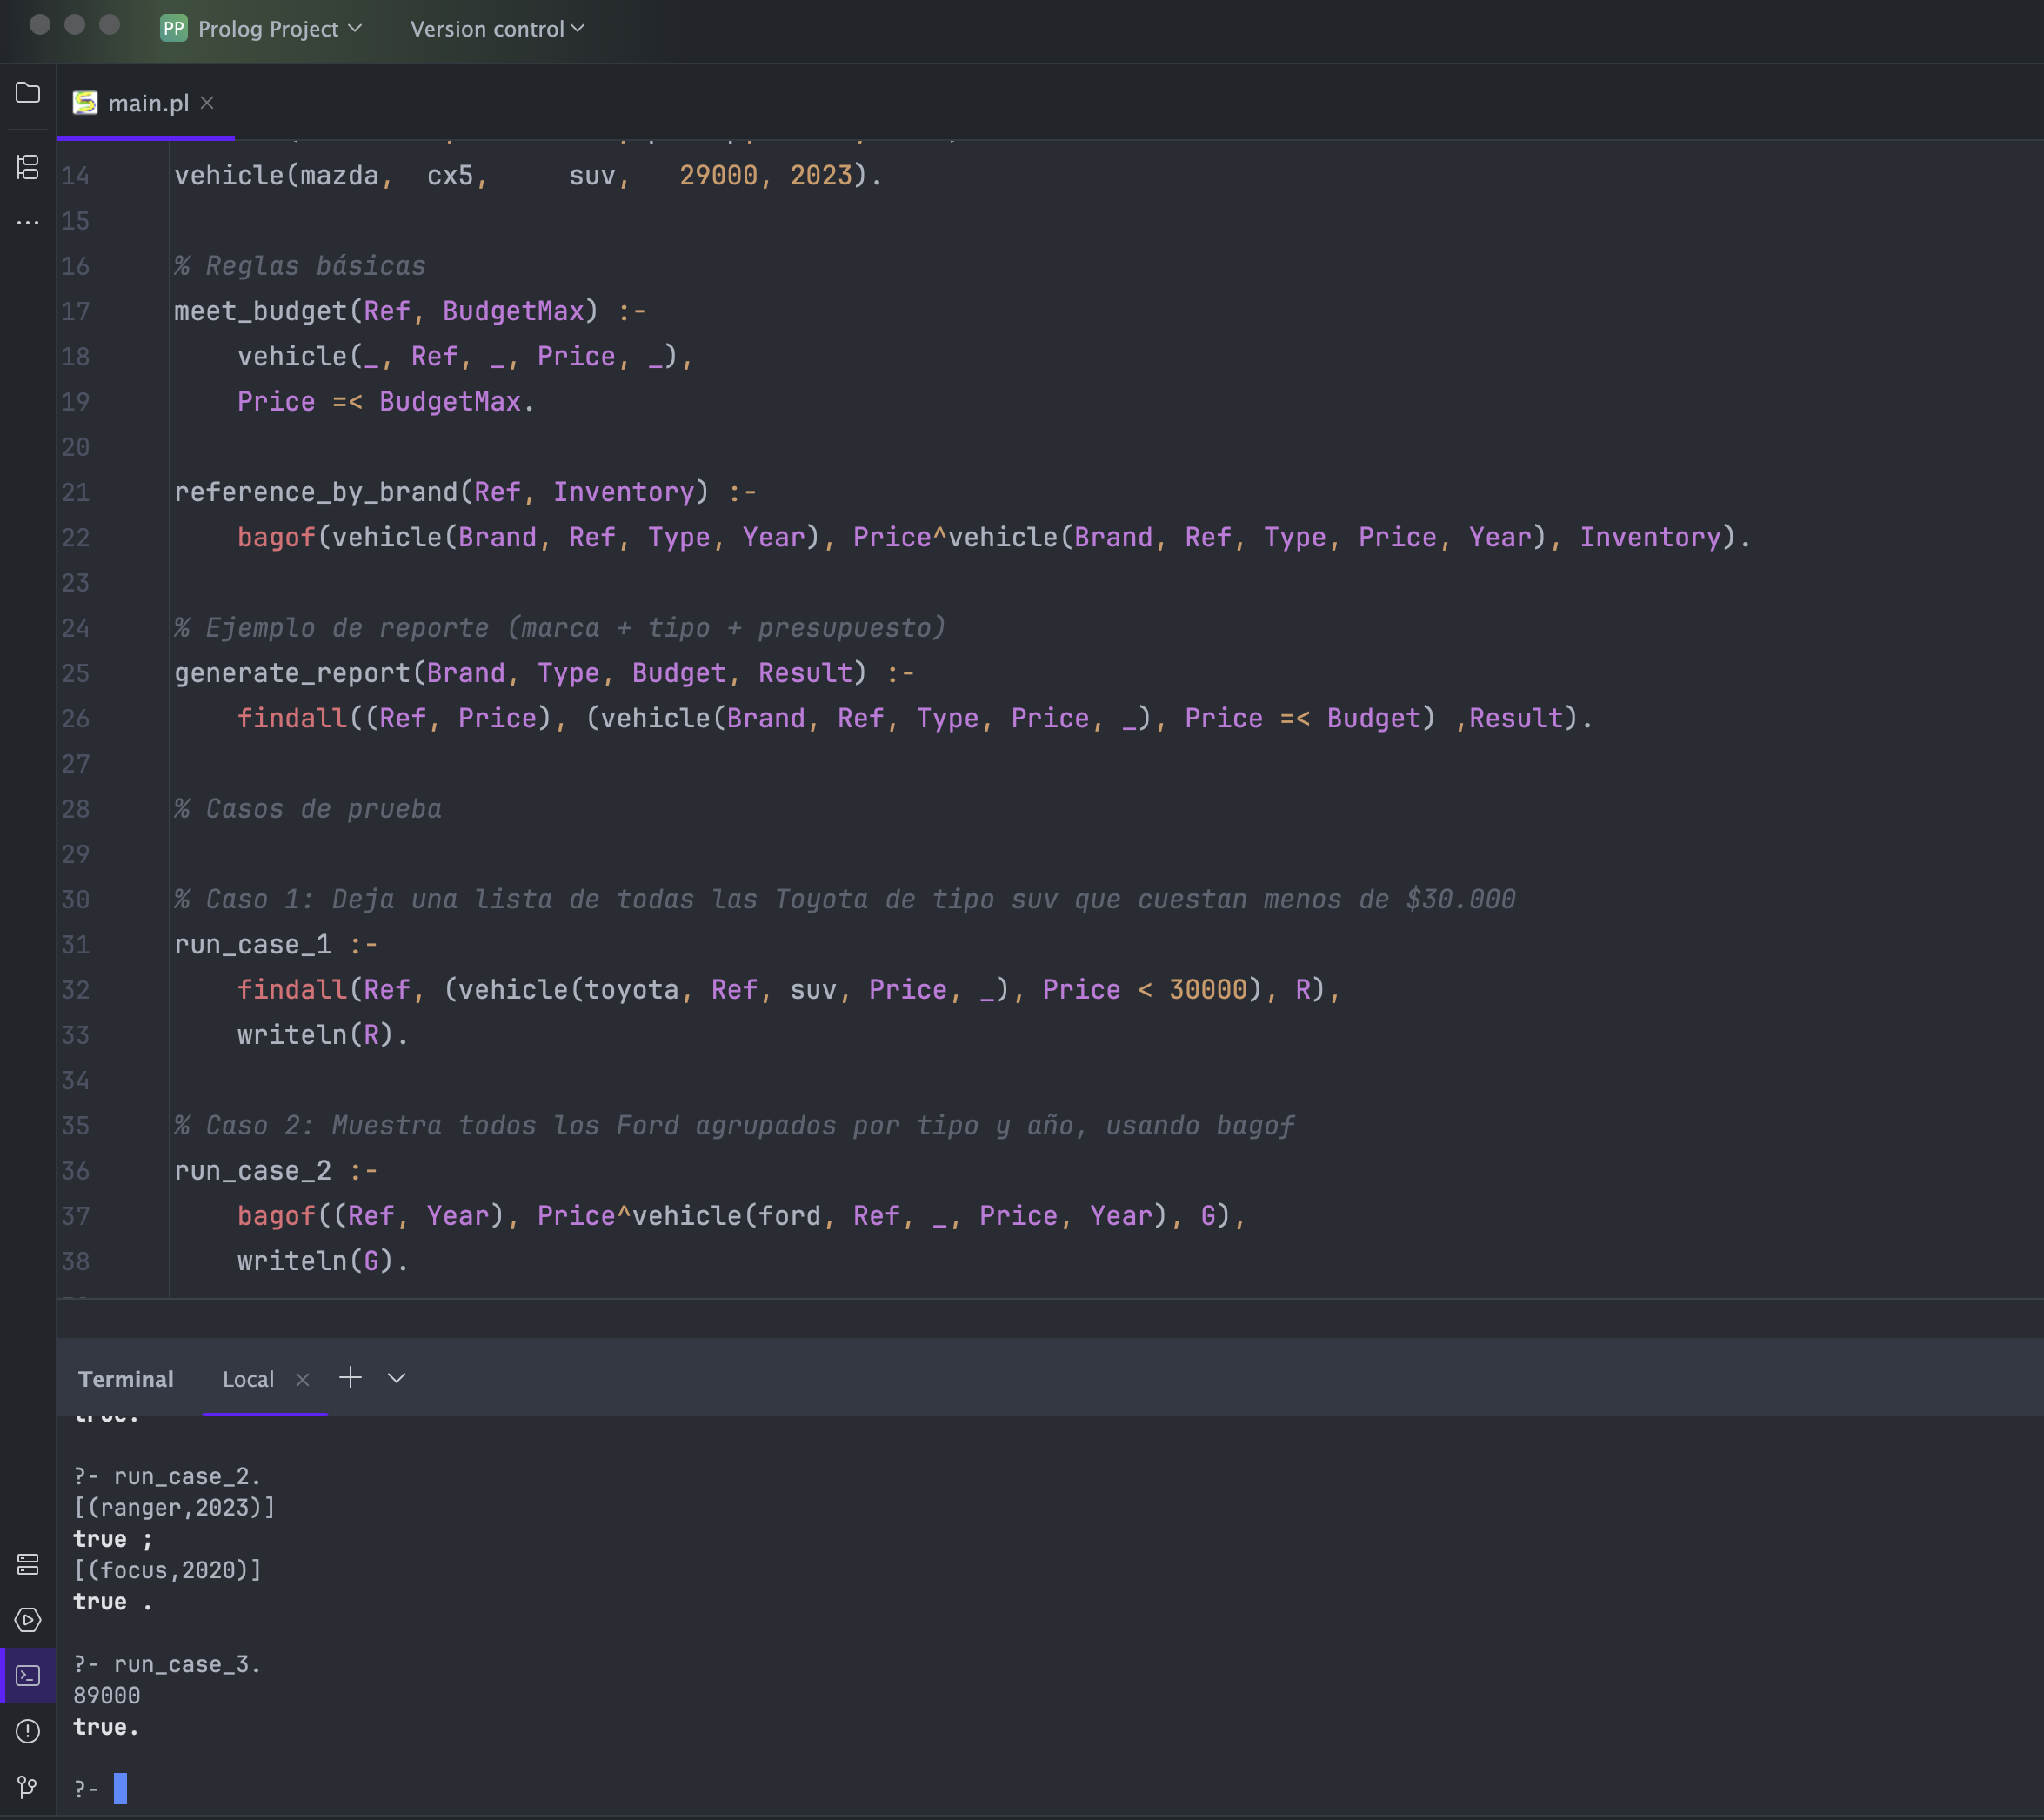 PP Prolog Project Version control
main.pl
14 vehicle(mazda, cx5, suv, 29000, 2023).
15
16 % Reglas básicas
17 meet_budget(Ref, BudgetMax) :-
18 vehicle(_, Ref, _, Price, _),
19 Price =< BudgetMax.
20
21 reference_by_brand(Ref, Inventory) :-
22 bagof(vehicle(Brand, Ref, Type, Year), Price^vehicle(Brand, Ref, Type, Price, Year), Inventory).
23
24 % Ejemplo de reporte (marca + tipo + presupuesto)
25 generate_report(Brand, Type, Budget, Result) :-
26 findall((Ref, Price), (vehicle(Brand, Ref, Type, Price, _), Price =< Budget) ,Result).
27
28 % Casos de prueba
29
30 % Caso 1: Deja una lista de todas las Toyota de tipo suv que cuestan menos de $30.000
31 run_case_1 :-
32 findall(Ref, (vehicle(toyota, Ref, suv, Price, _), Price < 30000), R),
33 writeln(R).
34
35 % Caso 2: Muestra todos los Ford agrupados por tipo y año, usando bagof
36 run_case_2 :-
37 bagof((Ref, Year), Price^vehicle(ford, Ref, _, Price, Year), G),
38 writeln(G).
Terminal Local
true.
?- run_case_2.
[(ranger,2023)]
true ;
[(focus,2020)]
true .
?- run_case_3.
89000
true.
?-